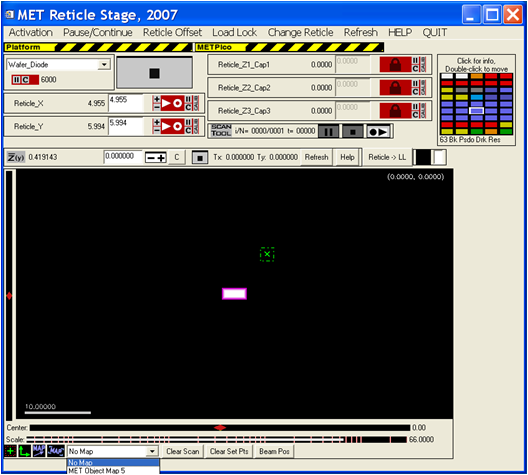 MET Reticle Stage, 2007
Activation Pause/Continue Reticle Offset Load Lock Change Reticle Refresh HELP QUIT
Platform
METPico
Wafer_Diode
C 6000
Reticle_X 4.955 4.955
Reticle_Y 5.994 5.994
Reticle_Z1_Cap1 0.0000 0.0000
Reticle_Z2_Cap2 0.0000 0.0000
Reticle_Z3_Cap3 0.0000 0.0000
SCAN TOOL i/N= 0000/0001 t= 00000
Click for info,
Double-click to move
63 Bk Psdo Drk Res
Z(y) 0.419143 0.000000 C Tx 0.000000 Ty: 0.000000 Refresh Help Reticle -> LL
(0.0000, 0.0000)
10.00000
Center: 0.00
Scale: 66.0000
MAP MAP No Map Clear Scan Clear Set Pts Beam Pos
No Map
MET Object Map 5